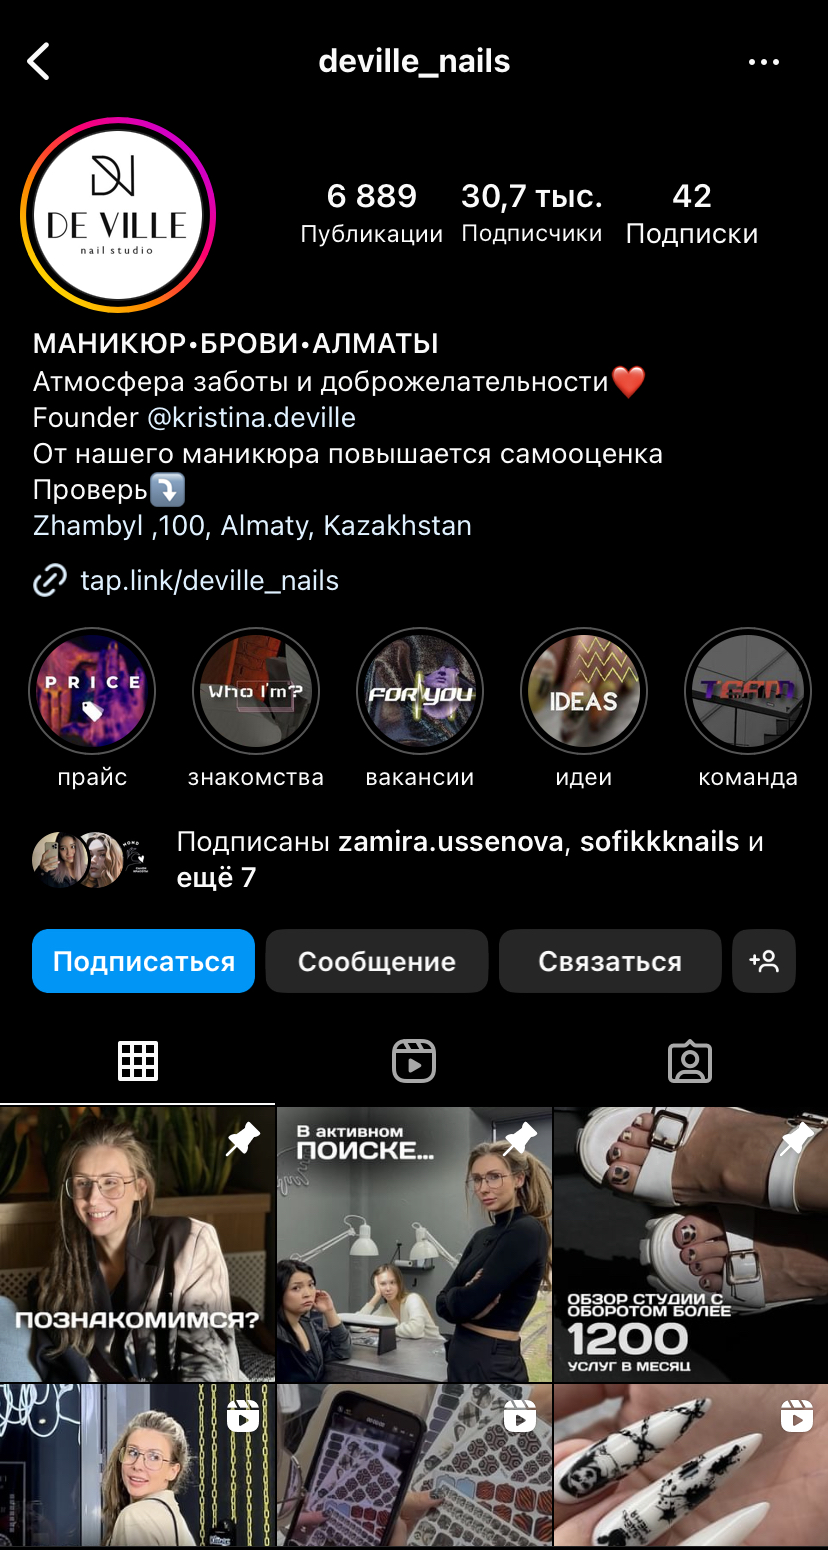 deville_nails
DE VILLE
nail studio
6 889
Публикации
30,7 тыс.
Подписчики
42
Подписки
МАНИКЮР•БРОВИ•АЛМАТЫ
Атмосфера заботы и доброжелательности❤️
Founder @kristina.deville
От нашего маникюра повышается самооценка
Проверь⤵️
Zhambyl ,100, Almaty, Kazakhstan
tap.link/deville_nails
PRICE
Who I'm?
FOR YOU
IDEAS
TEAM
прайс
знакомства
вакансии
идеи
команда
Подписаны zamira.ussenova, sofikkknails и
ещё 7
Подписаться
Сообщение
Связаться
ПОЗНАКОМИМСЯ?
В активном
ПОИСКЕ...
ОБЗОР СТУДИИ С
ОБОРОТОМ БОЛЕЕ
1200
УСЛУГ В МЕСЯЦ